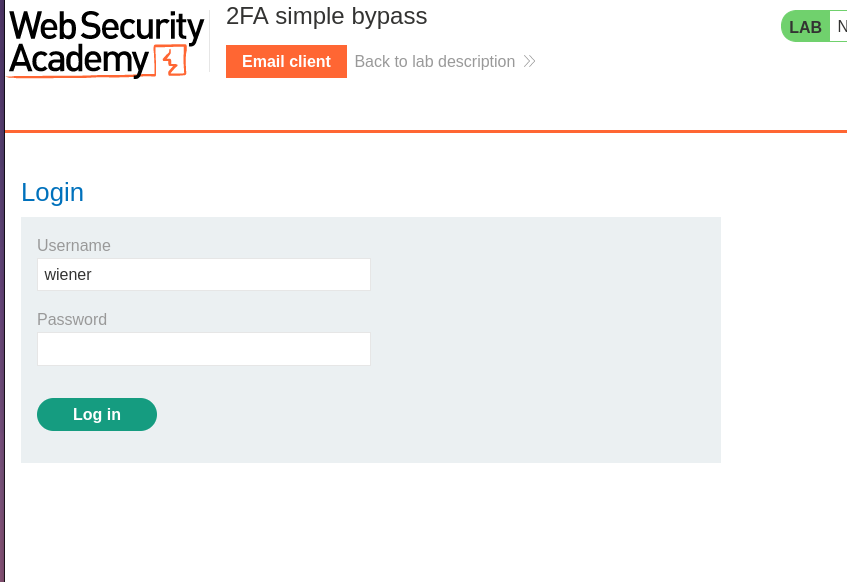 Web Security
Academy
2FA simple bypass
Email client
Back to lab description
LAB
N
Login
Username
wiener
Password
Log in